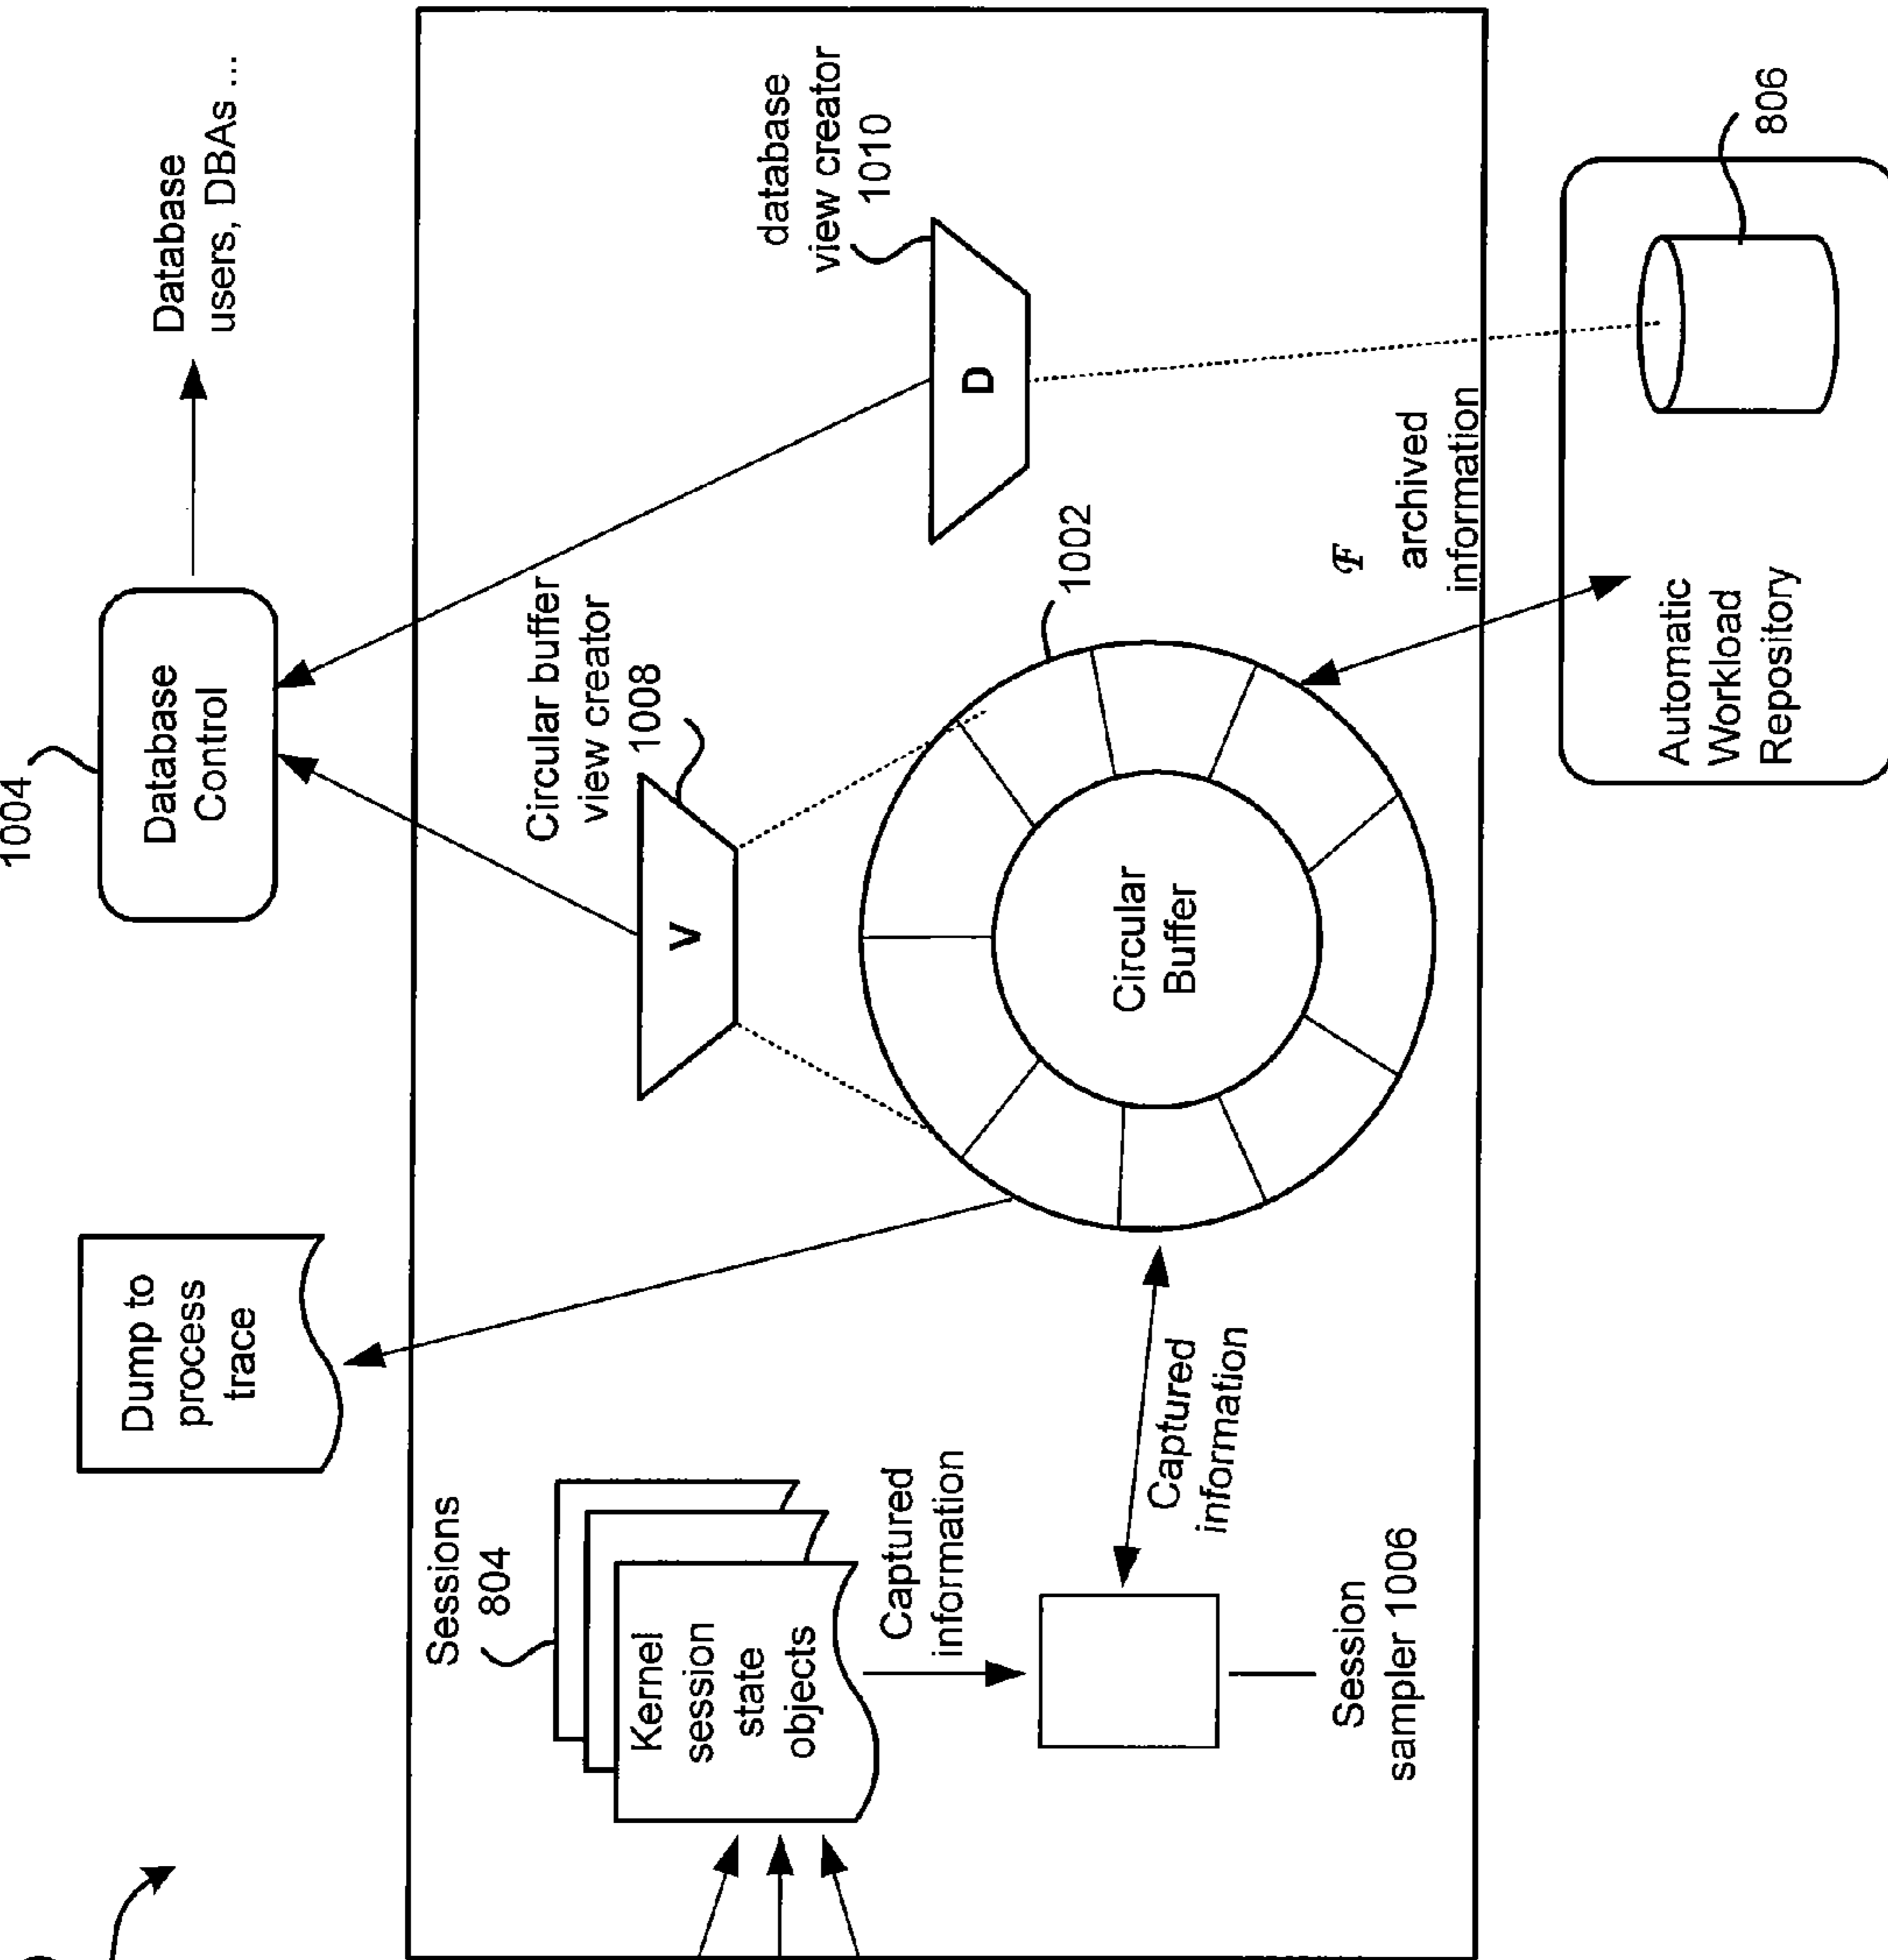 1004
Database
Control
Database
users, DBAs ...
Dump to
process
trace
Sessions
804
Kernel
session
state
objects
Captured
information
Session
sampler 1006
Captured
information
Circular buffer
view creator
1008
V
Circular
Buffer
1002
database
view creator
1010
D
ℱ
archived
information
Automatic
Workload
Repository
806